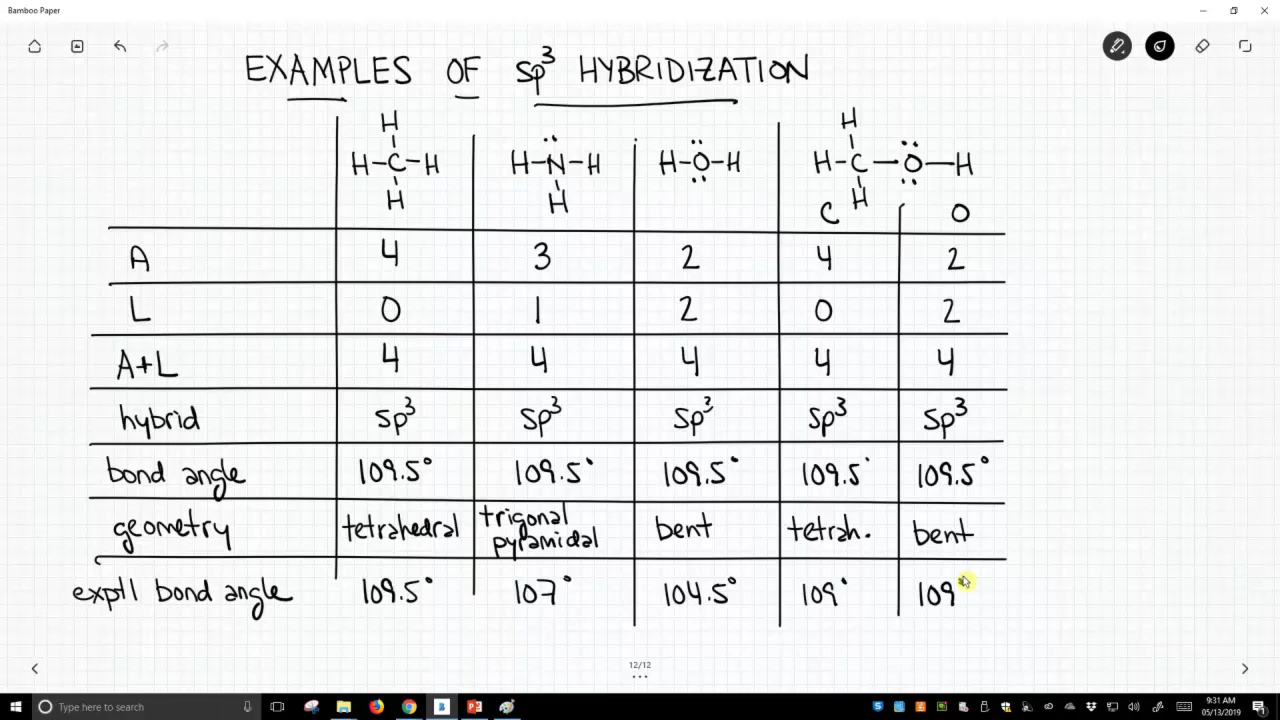 Bamboo Paper
EXAMPLES OF sp³ HYBRIDIZATION
H H
H-C-H H-N̈-H H-Ö-H H-C-Ö-H
H H H
C O
A 4 3 2 4 2
L 0 1 2 0 2
A+L 4 4 4 4 4
hybrid sp³ sp³ sp³ sp³ sp³
bond angle 109.5° 109.5° 109.5° 109.5° 109.5°
geometry tetrahedral trigonal pyramidal bent tetrah. bent
exptl bond angle 109.5° 107° 104.5° 109° 109
12/12
Type here to search
9:31 AM
05/13/2019